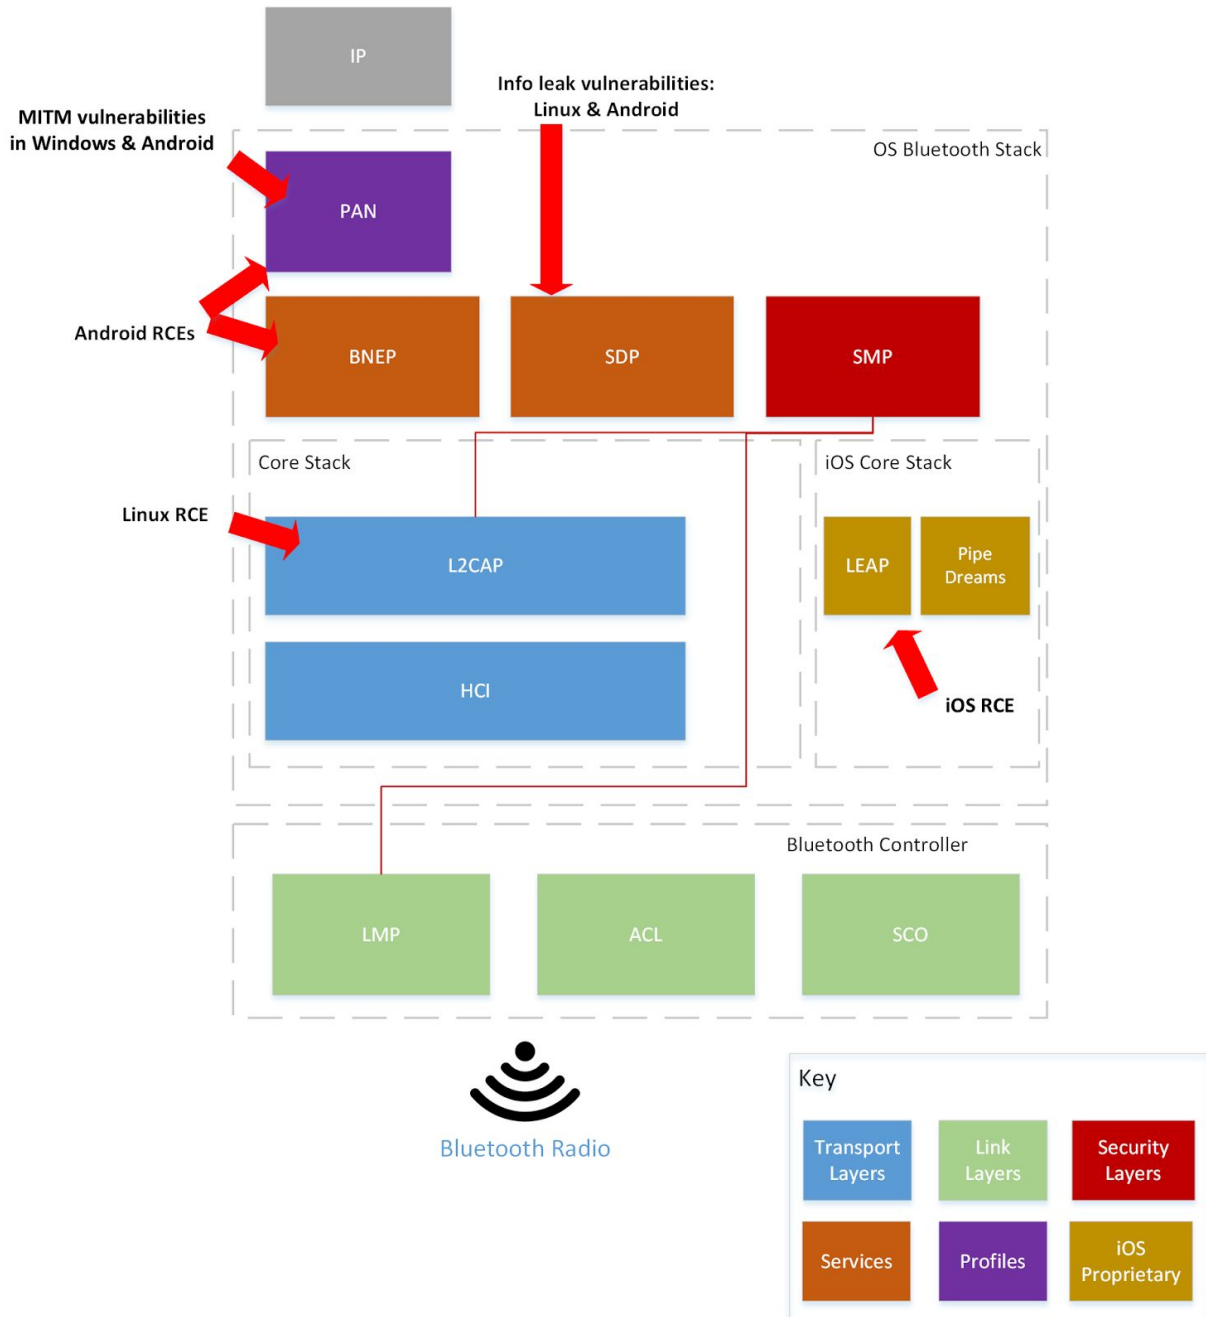 IP
Info leak vulnerabilities:
Linux & Android
MITM vulnerabilities
in Windows & Android
OS Bluetooth Stack
PAN
Android RCEs
BNEP
SDP
SMP
Core Stack
iOS Core Stack
Linux RCE
L2CAP
LEAP
Pipe
Dreams
HCI
iOS RCE
Bluetooth Controller
LMP
ACL
SCO
Bluetooth Radio
Key
Transport
Layers
Link
Layers
Security
Layers
Services
Profiles
iOS
Proprietary